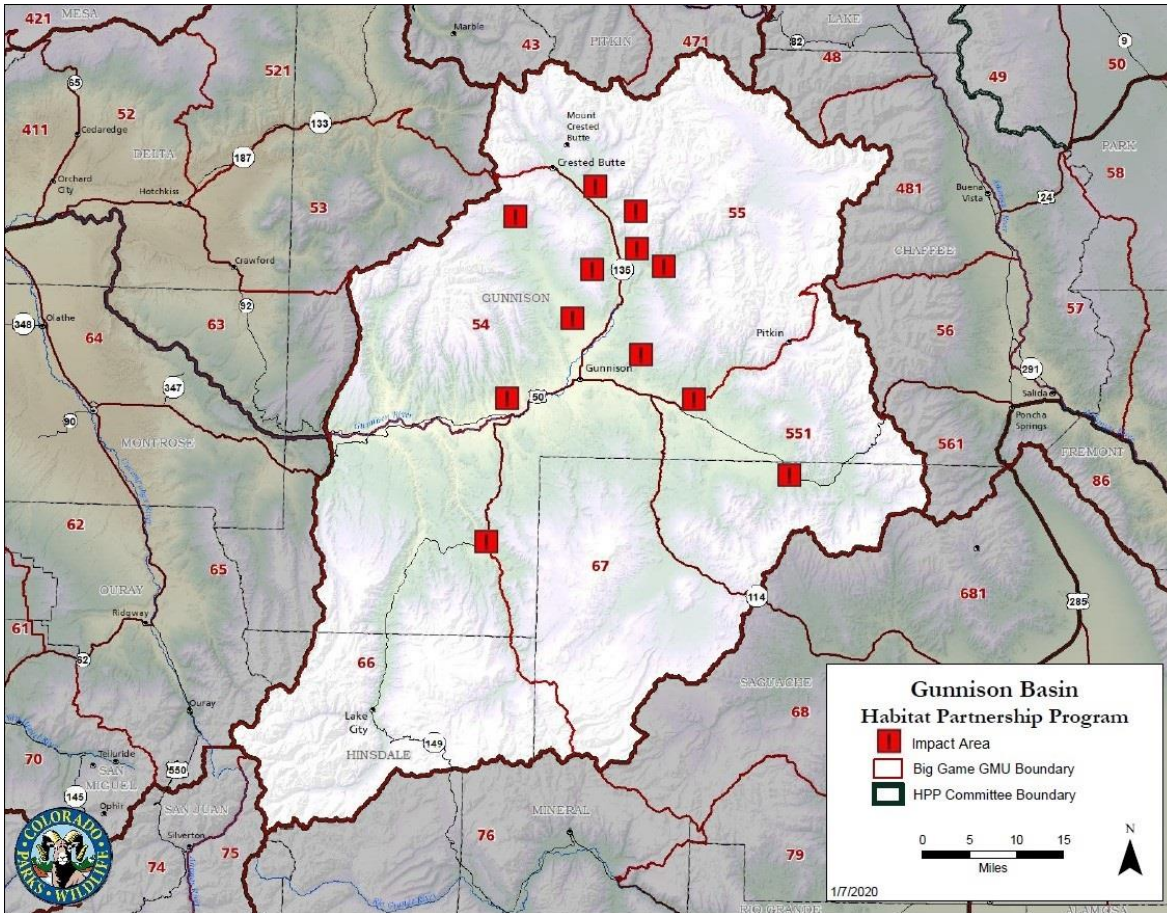 421
MESA
Marble
43
PITKIN
471
LAKE
82
48
9
50
49
521
65
52
133
411
Cedaredge
Mount
Crested
Butte
Crested Butte
PARK
58
DELTA
187
Orchard
City
Hotchkiss
53
481
Buena
Vista
24
55
CHAFFEE
Crawford
135
92
GUNNISON
57
Olathe
348
64
63
54
56
Pitkin
347
Gunnison
291
Salida
50
Poncha
Springs
90
Gunnison River
MONTROSE
551
561
FREMONT
86
62
65
67
OURAY
114
681
285
61
Ridgway
62
66
SAGUACHE
68
Ouray
Lake
City
149
HINSDALE
70
Telluride
SAN
MIGUEL
550
145
Ophir
SAN JUAN
Silverton
MINERAL
76
74
75
79
RIO GRANDE
ALAMOSA
Gunnison Basin
Habitat Partnership Program
! Impact Area
Big Game GMU Boundary
HPP Committee Boundary
0 5 10 15
Miles
N
1/7/2020
COLORADO
PARKS & WILDLIFE